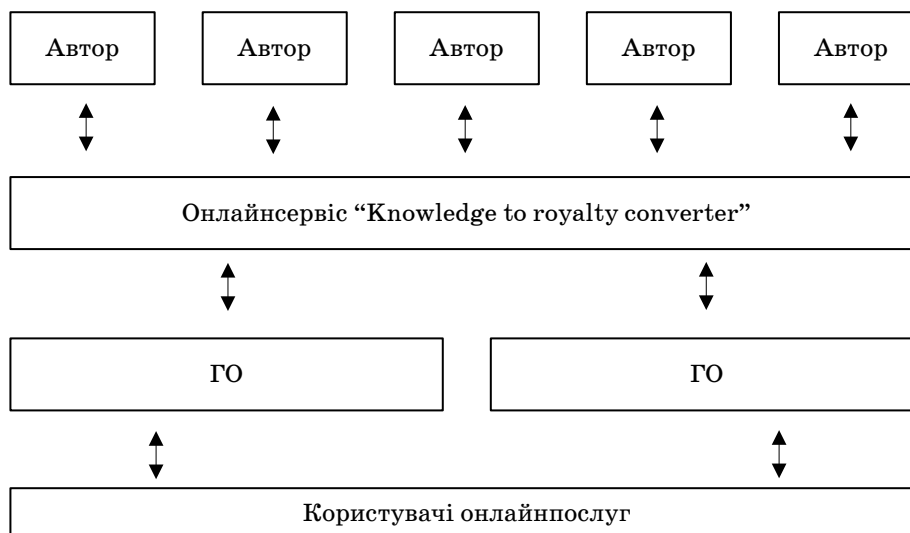 Автор Автор Автор Автор Автор
Онлайнсервіс “Knowledge to royalty converter”
ГО ГО
Користувачі онлайнпослуг